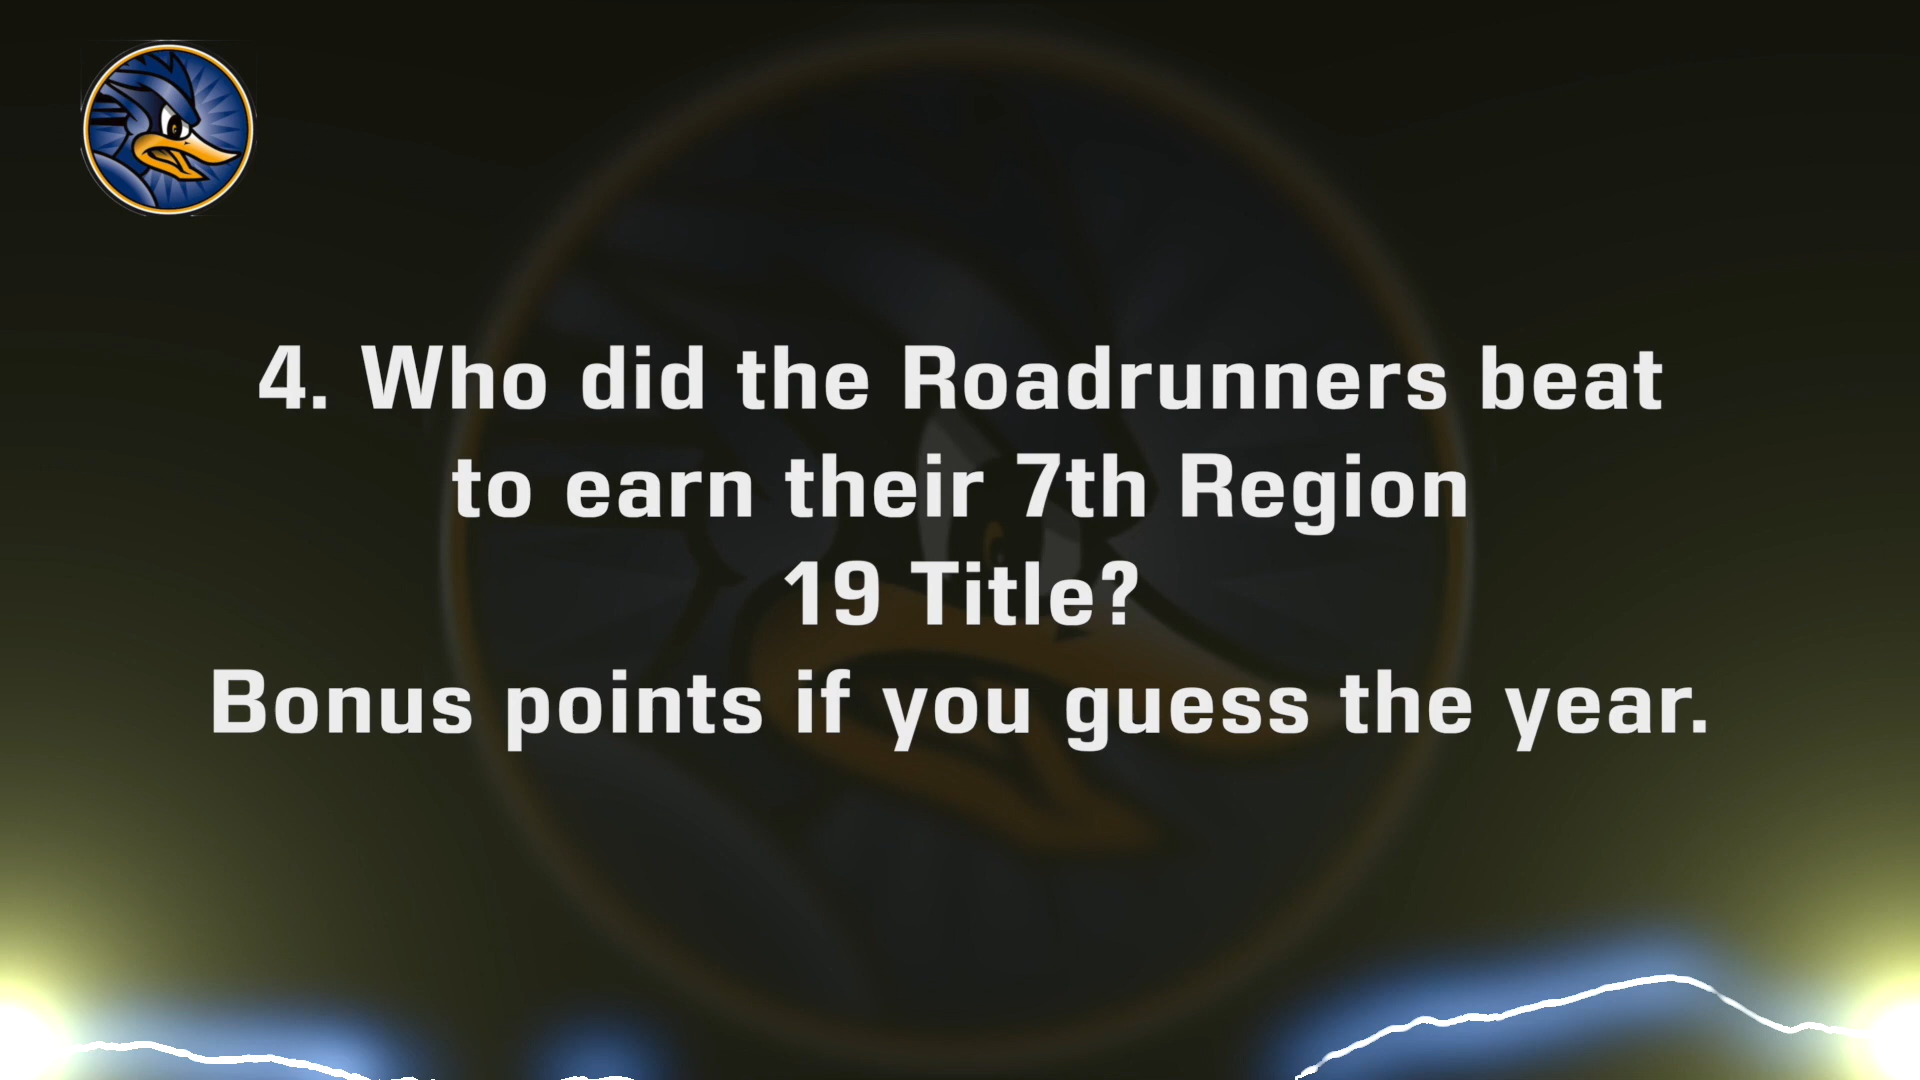 4. Who did the Roadrunners beat
to earn their 7th Region
19 Title?
Bonus points if you guess the year.